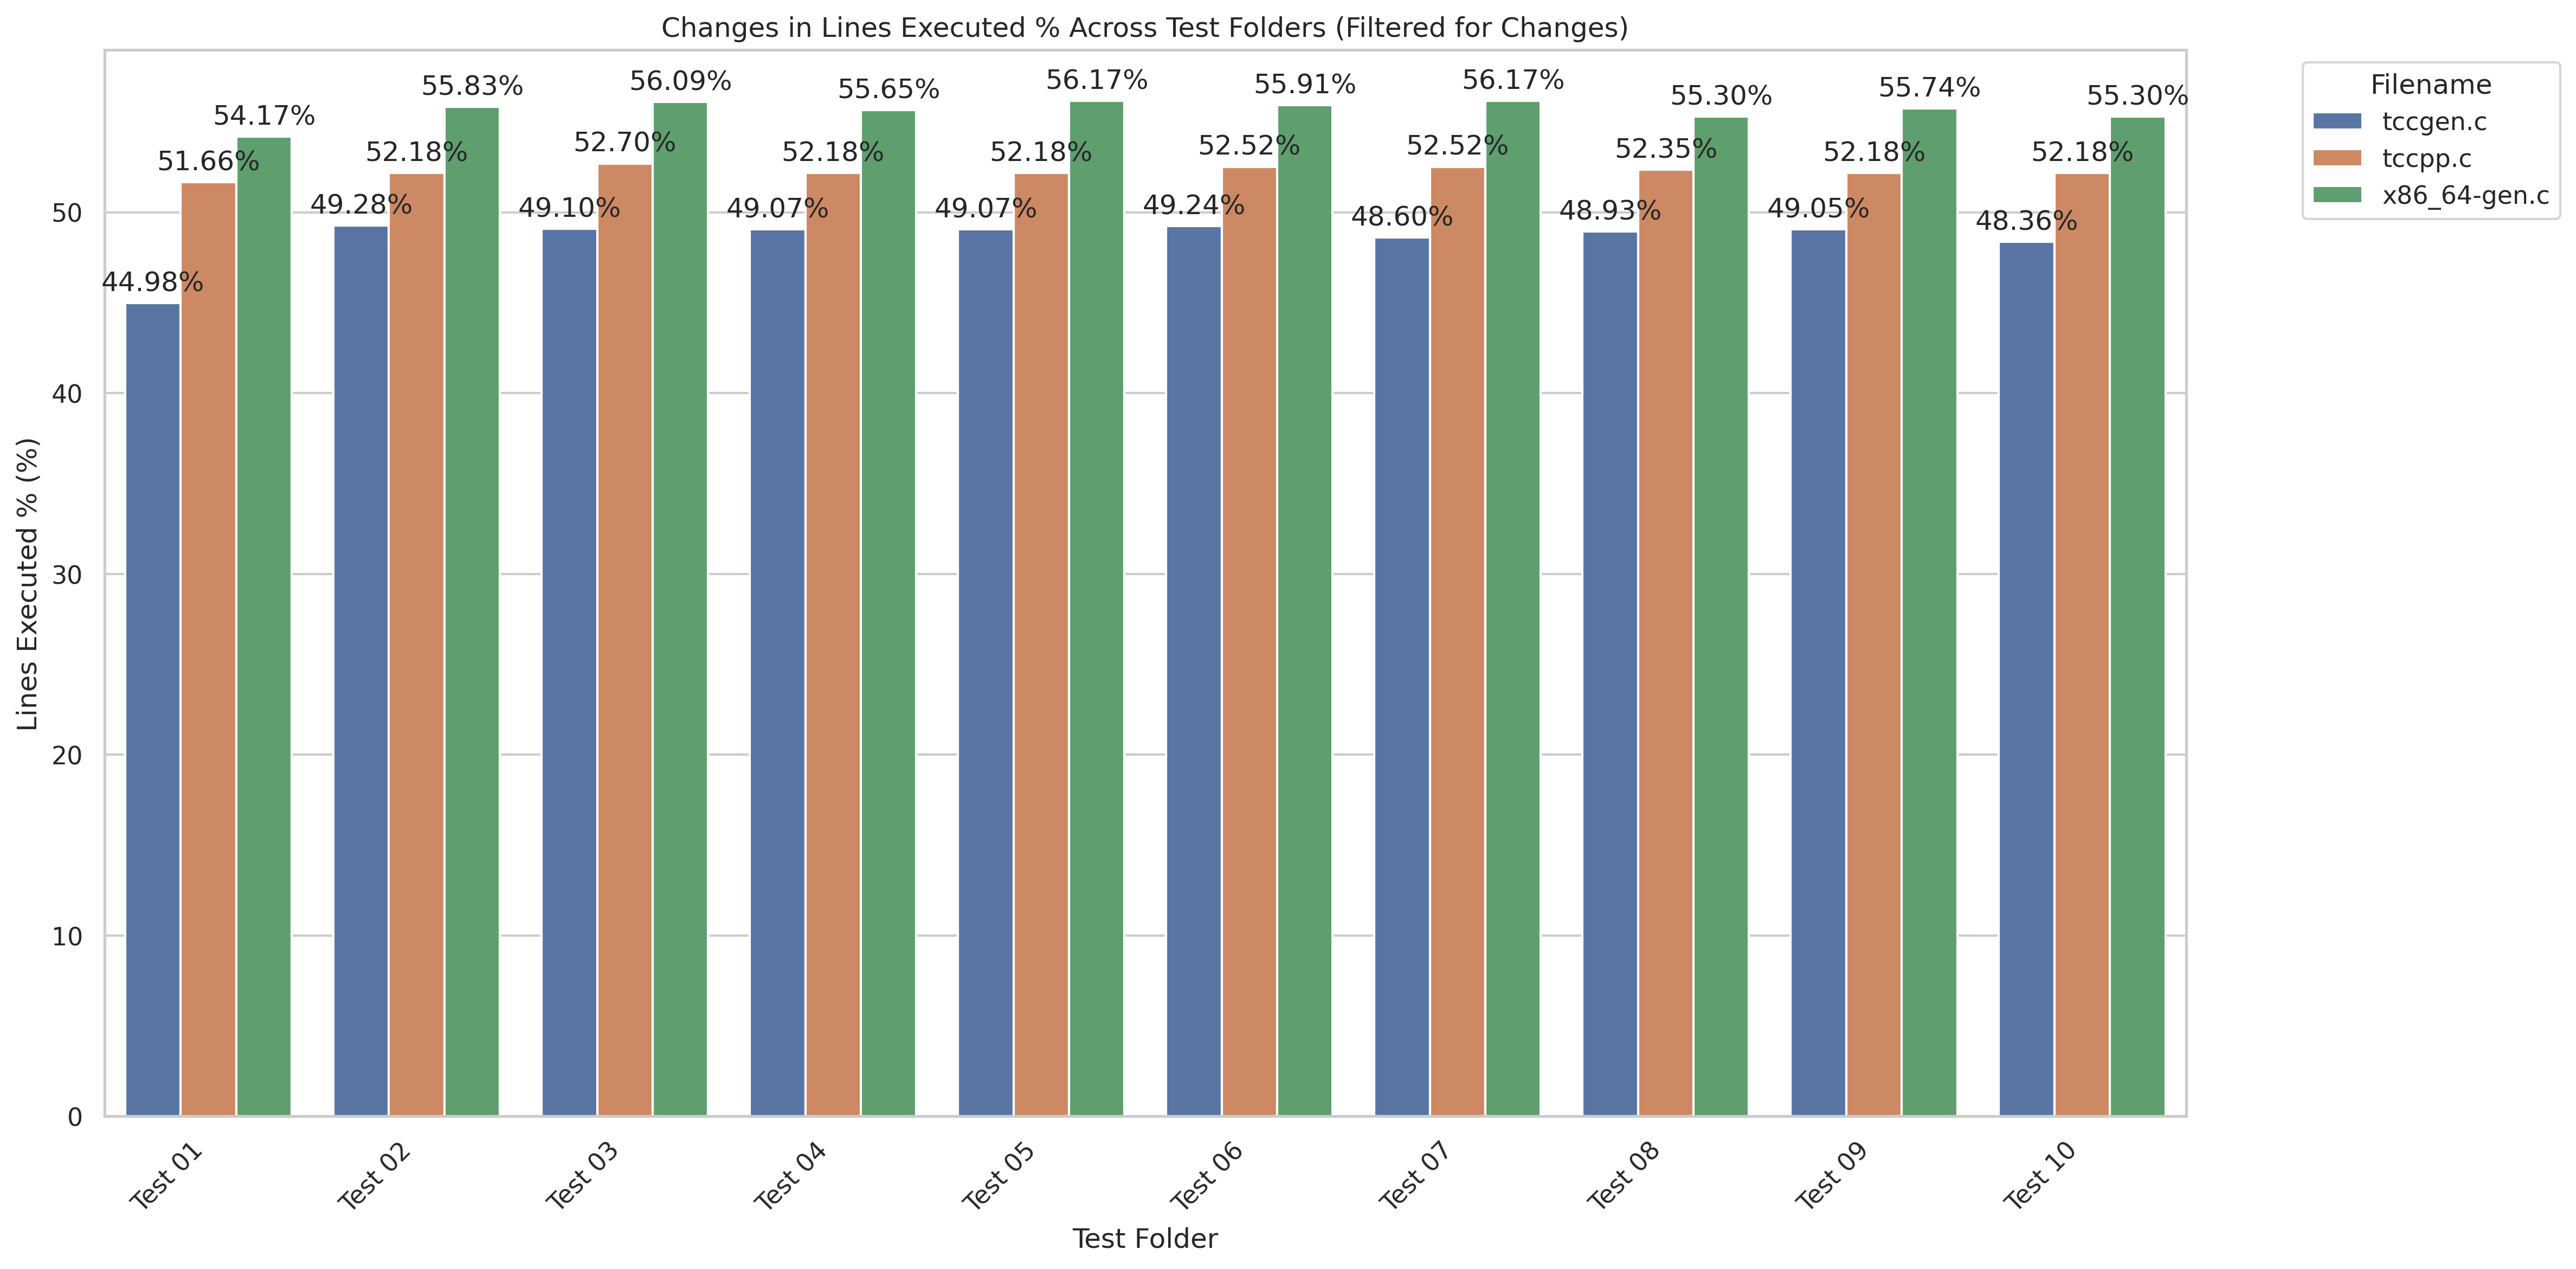 Changes in Lines Executed % Across Test Folders (Filtered for Changes)
Filename
tccgen.c
tccpp.c
x86_64-gen.c
Lines Executed % (%)
50
40
30
20
10
0
44.98%
51.66%
54.17%
49.28%
52.18%
55.83%
49.10%
52.70%
56.09%
49.07%
52.18%
55.65%
49.07%
52.18%
56.17%
49.24%
52.52%
55.91%
48.60%
52.52%
56.17%
48.93%
52.35%
55.30%
49.05%
52.18%
55.74%
48.36%
52.18%
55.30%
Test 01
Test 02
Test 03
Test 04
Test 05
Test 06
Test 07
Test 08
Test 09
Test 10
Test Folder